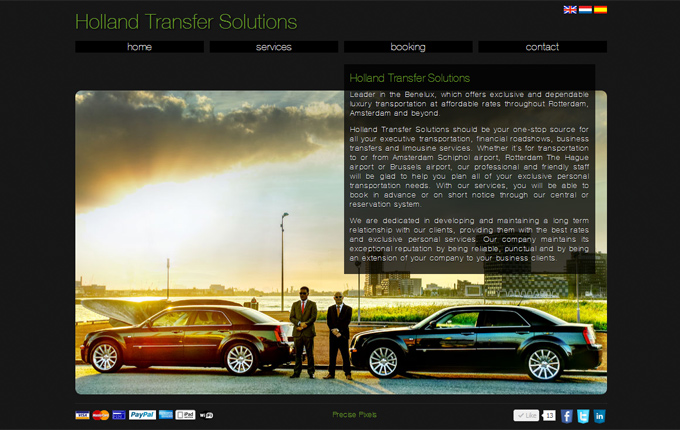 Holland Transfer Solutions
home services booking contact
Holland Transfer Solutions
Leader in the Benelux, which offers exclusive and dependable
luxury transportation at affordable rates throughout Rotterdam,
Amsterdam and beyond.
Holland Transfer Solutions should be your one-stop source for
all your executive transportation, financial roadshows, business
transfers and limousine services. Whether it's for transportation
to or from Amsterdam Schiphol airport, Rotterdam The Hague
airport or Brussels airport, our professional and friendly staff
will be glad to help you plan all of your exclusive personal
transportation needs. With our services, you will be able to
book in advance or on short notice through our central or
reservation system.
We are dedicated in developing and maintaining a long term
relationship with our clients, providing them with the best rates
and exclusive personal services. Our company maintains its
exceptional reputation by being reliable, punctual and by being
an extension of your company to your business clients.
VISA MasterCard PayPal iPad WiFi Precise Pixels Like 13